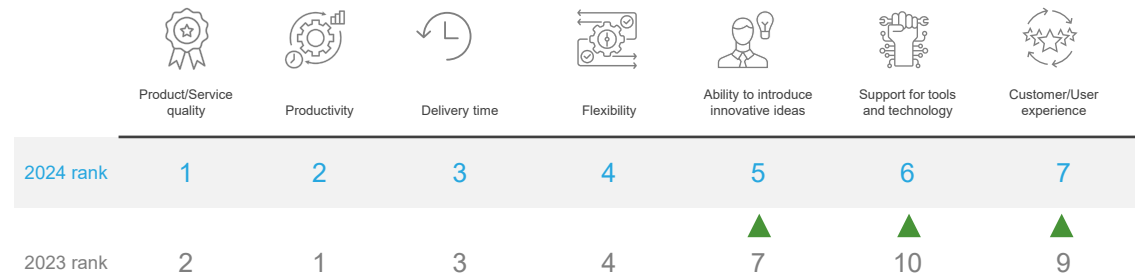 Product/Service
quality
Productivity
Delivery time
Flexibility
Ability to introduce
innovative ideas
Support for tools
and technology
Customer/User
experience
2024 rank 1 2 3 4 5 6 7
2023 rank 2 1 3 4 7 10 9